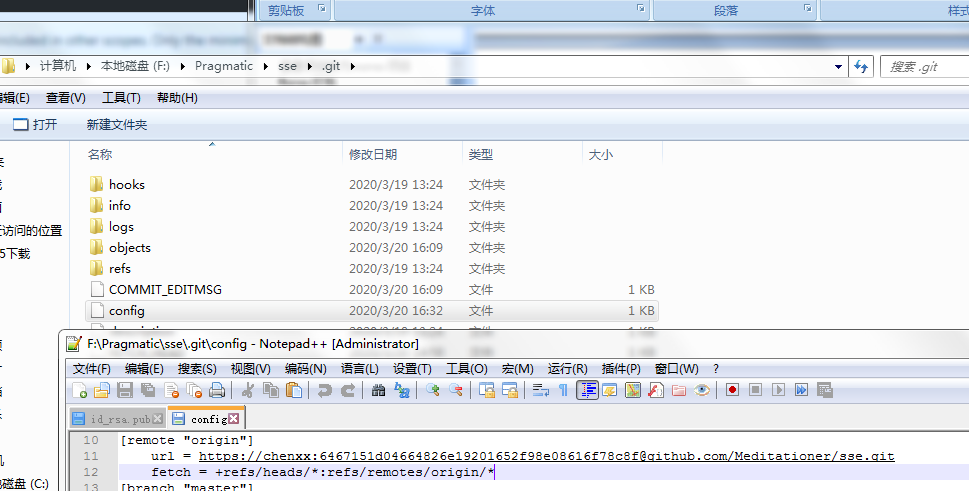 剪贴板 字体 段落 样式
计算机 本地磁盘 (F:) Pragmatic sse .git 搜索 .git
编辑(E) 查看(V) 工具(T) 帮助(H)
打开 新建文件夹
名称 修改日期 类型 大小
hooks 2020/3/19 13:24 文件夹
info 2020/3/19 13:24 文件夹
logs 2020/3/19 13:24 文件夹
objects 2020/3/20 16:09 文件夹
refs 2020/3/19 13:24 文件夹
COMMIT_EDITMSG 2020/3/20 16:09 文件 1 KB
config 2020/3/20 16:32 文件 1 KB
访问的位置
5下载
F:\Pragmatic\sse\.git\config - Notepad++ [Administrator]
文件(F) 编辑(E) 搜索(S) 视图(V) 编码(N) 语言(L) 设置(T) 工具(O) 宏(M) 运行(R) 插件(P) 窗口(W) ?
id_rsa.pub config
10 [remote "origin"]
11 url = https://chenxx:6467151d04664826e19201652f98e08616f78c8f@github.com/Meditationer/sse.git
12 fetch = +refs/heads/*:refs/remotes/origin/*
13 [branch "master"]
磁盘 (C:)